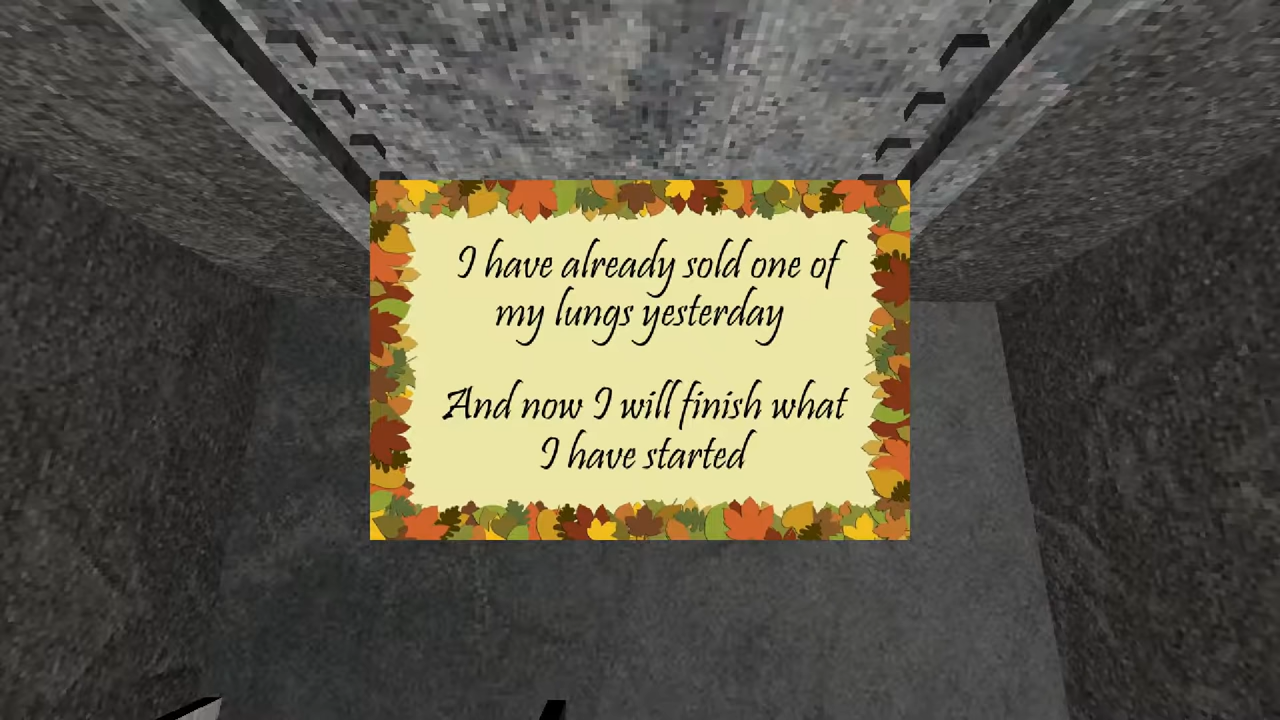 I have already sold one of
my lungs yesterday
And now I will finish what
I have started